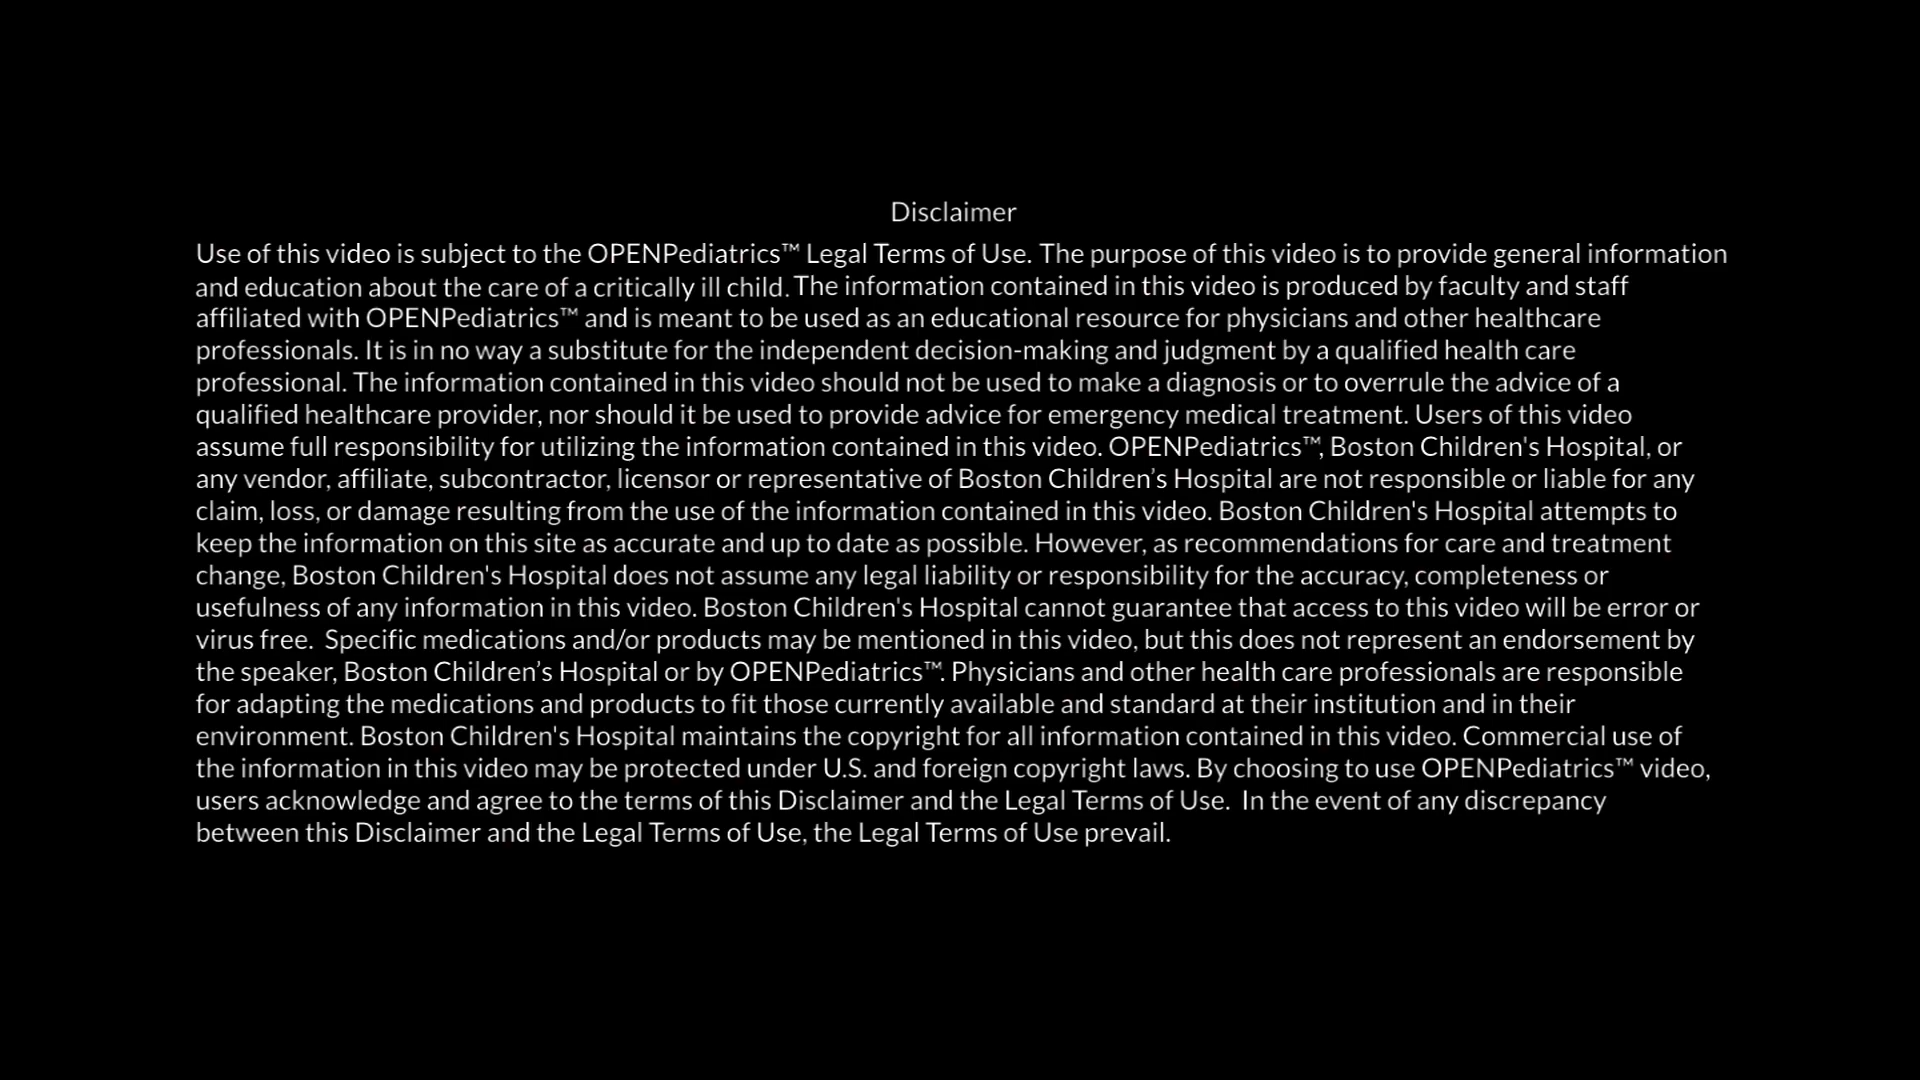 Disclaimer
Use of this video is subject to the OPENPediatrics™ Legal Terms of Use. The purpose of this video is to provide general information
and education about the care of a critically ill child. The information contained in this video is produced by faculty and staff
affiliated with OPENPediatrics™ and is meant to be used as an educational resource for physicians and other healthcare
professionals. It is in no way a substitute for the independent decision-making and judgment by a qualified health care
professional. The information contained in this video should not be used to make a diagnosis or to overrule the advice of a
qualified healthcare provider, nor should it be used to provide advice for emergency medical treatment. Users of this video
assume full responsibility for utilizing the information contained in this video. OPENPediatrics™, Boston Children's Hospital, or
any vendor, affiliate, subcontractor, licensor or representative of Boston Children’s Hospital are not responsible or liable for any
claim, loss, or damage resulting from the use of the information contained in this video. Boston Children's Hospital attempts to
keep the information on this site as accurate and up to date as possible. However, as recommendations for care and treatment
change, Boston Children's Hospital does not assume any legal liability or responsibility for the accuracy, completeness or
usefulness of any information in this video. Boston Children's Hospital cannot guarantee that access to this video will be error or
virus free.  Specific medications and/or products may be mentioned in this video, but this does not represent an endorsement by
the speaker, Boston Children’s Hospital or by OPENPediatrics™. Physicians and other health care professionals are responsible
for adapting the medications and products to fit those currently available and standard at their institution and in their
environment. Boston Children's Hospital maintains the copyright for all information contained in this video. Commercial use of
the information in this video may be protected under U.S. and foreign copyright laws. By choosing to use OPENPediatrics™ video,
users acknowledge and agree to the terms of this Disclaimer and the Legal Terms of Use.  In the event of any discrepancy
between this Disclaimer and the Legal Terms of Use, the Legal Terms of Use prevail.